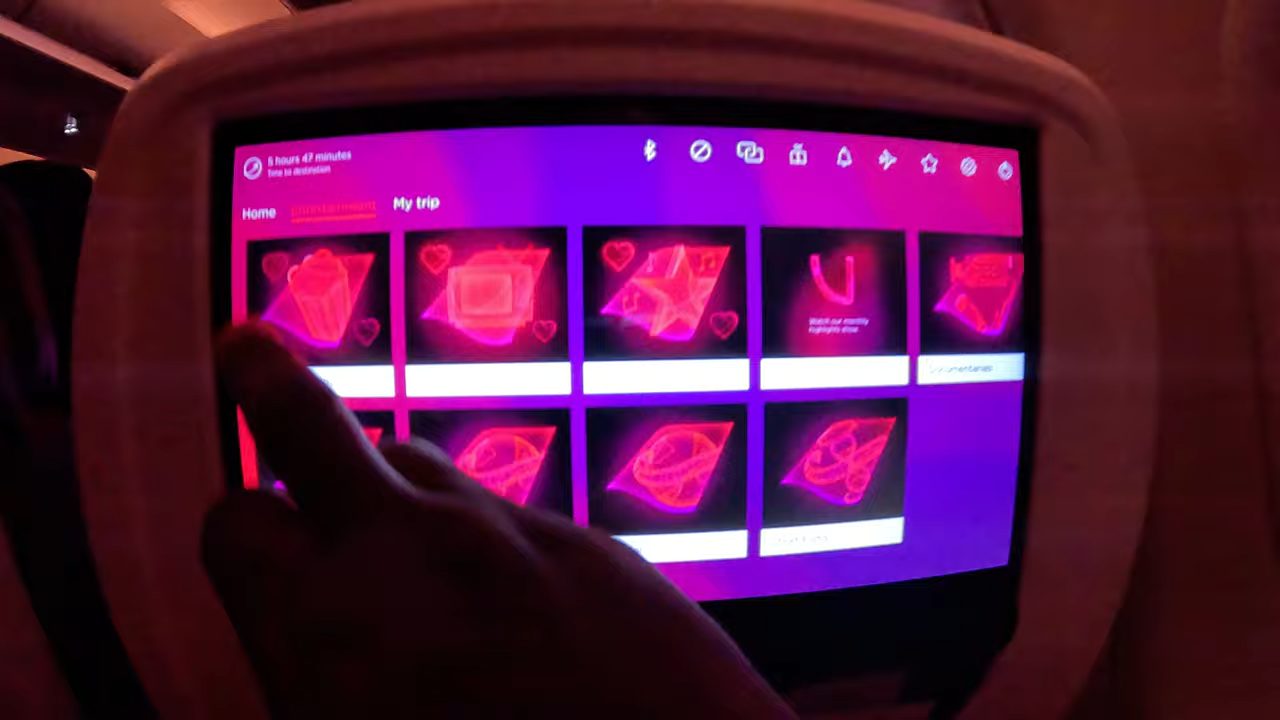 5 hours 47 minutes
Time to destination
Home
Entertainment
My trip
Watch our monthly
highlights show
Documentaries